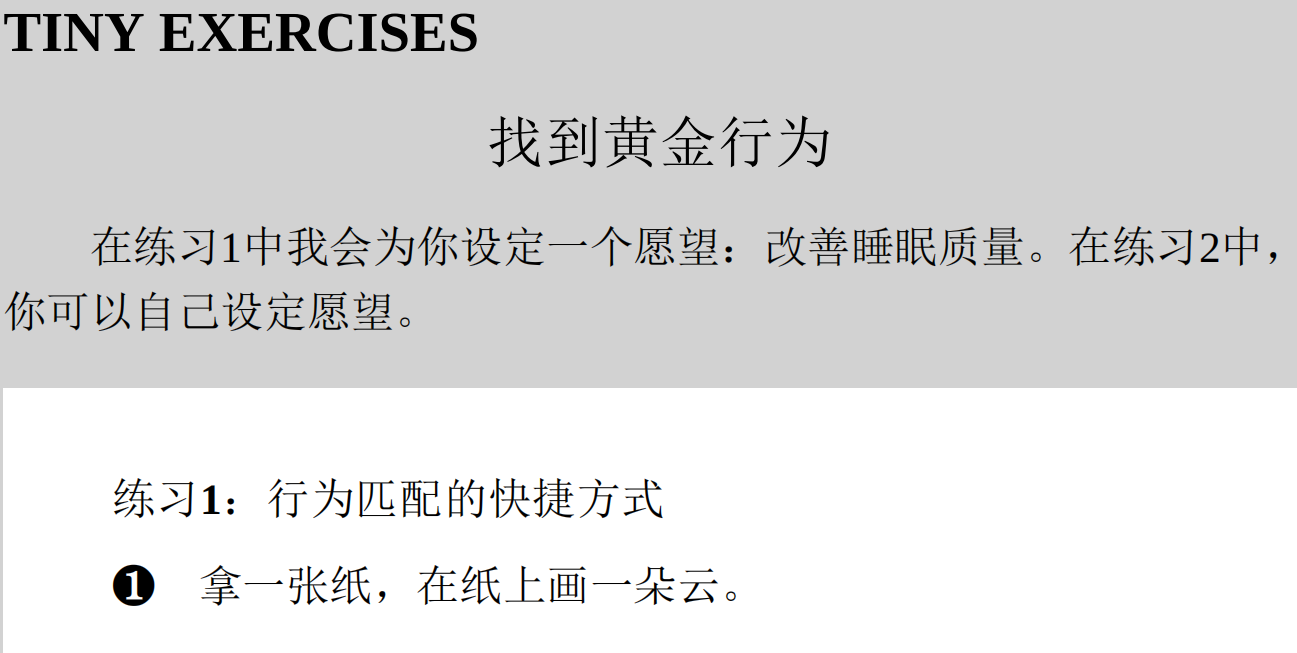 TINY EXERCISES
找到黄金行为
在练习1中我会为你设定一个愿望：改善睡眠质量。在练习2中，
你可以自己设定愿望。
练习1：行为匹配的快捷方式
❶ 拿一张纸，在纸上画一朵云。